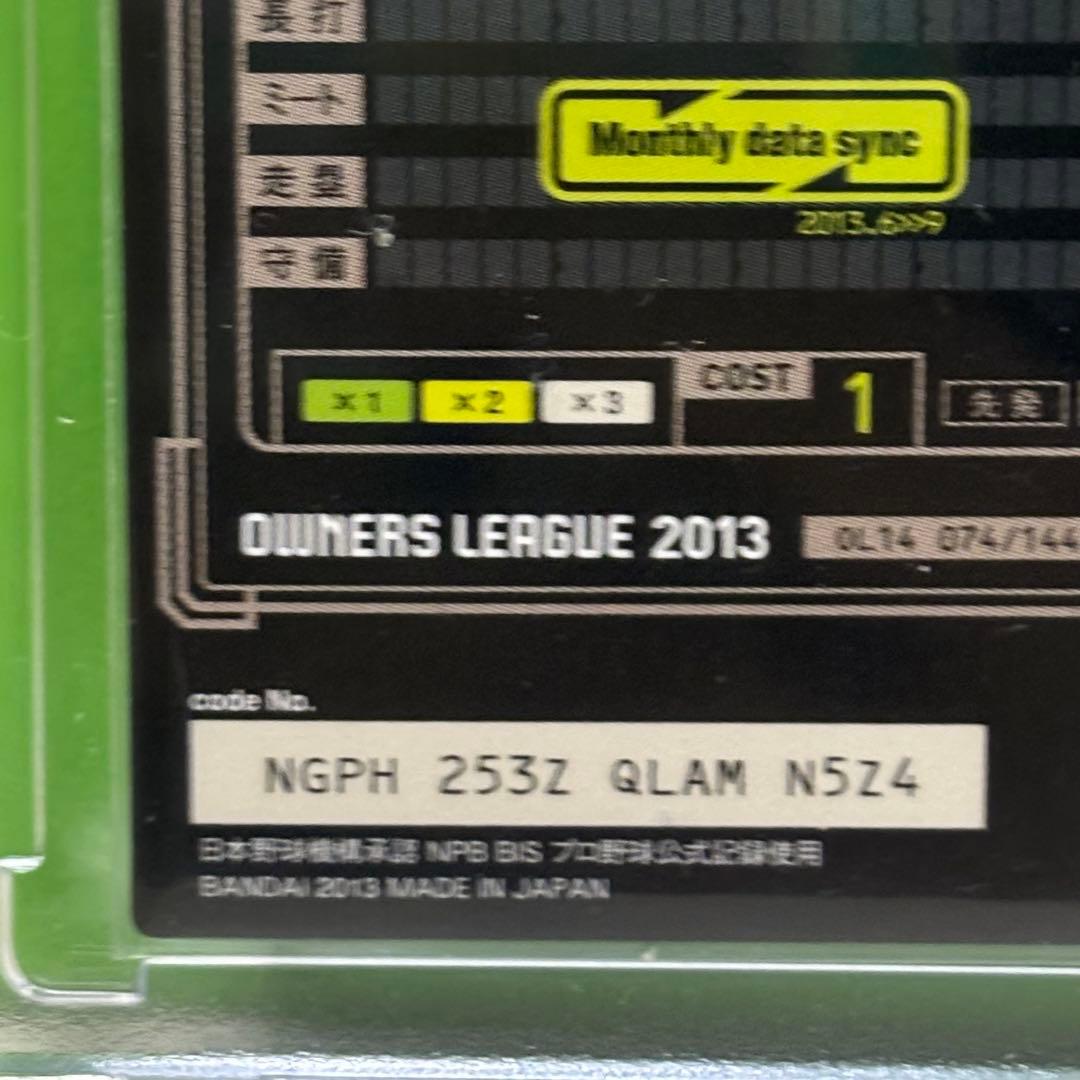 長打
ミート
走塁
守備
Monthly data sync
2013.6>>9
×1 ×2 ×3
COST 1
先発
OWNERS LEAGUE 2013
OL14 074/144
code No.
NGPH 253Z QLAM N5Z4
日本野球機構承認 NPB BIS プロ野球公式記録使用
BANDAI 2013 MADE IN JAPAN